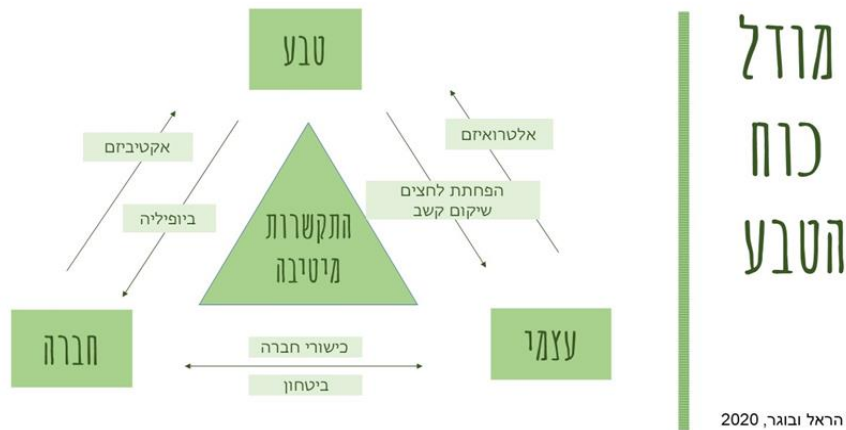 מודל
כוח
הטבע
טבע
אלטרואיזם
אקטיביזם
הפחתת לחצים
שיקום קשב
ביופיליה
התקשרות
מיטיבה
עצמי
חברה
כישורי חברה
ביטחון
הראל ובוגר, 2020